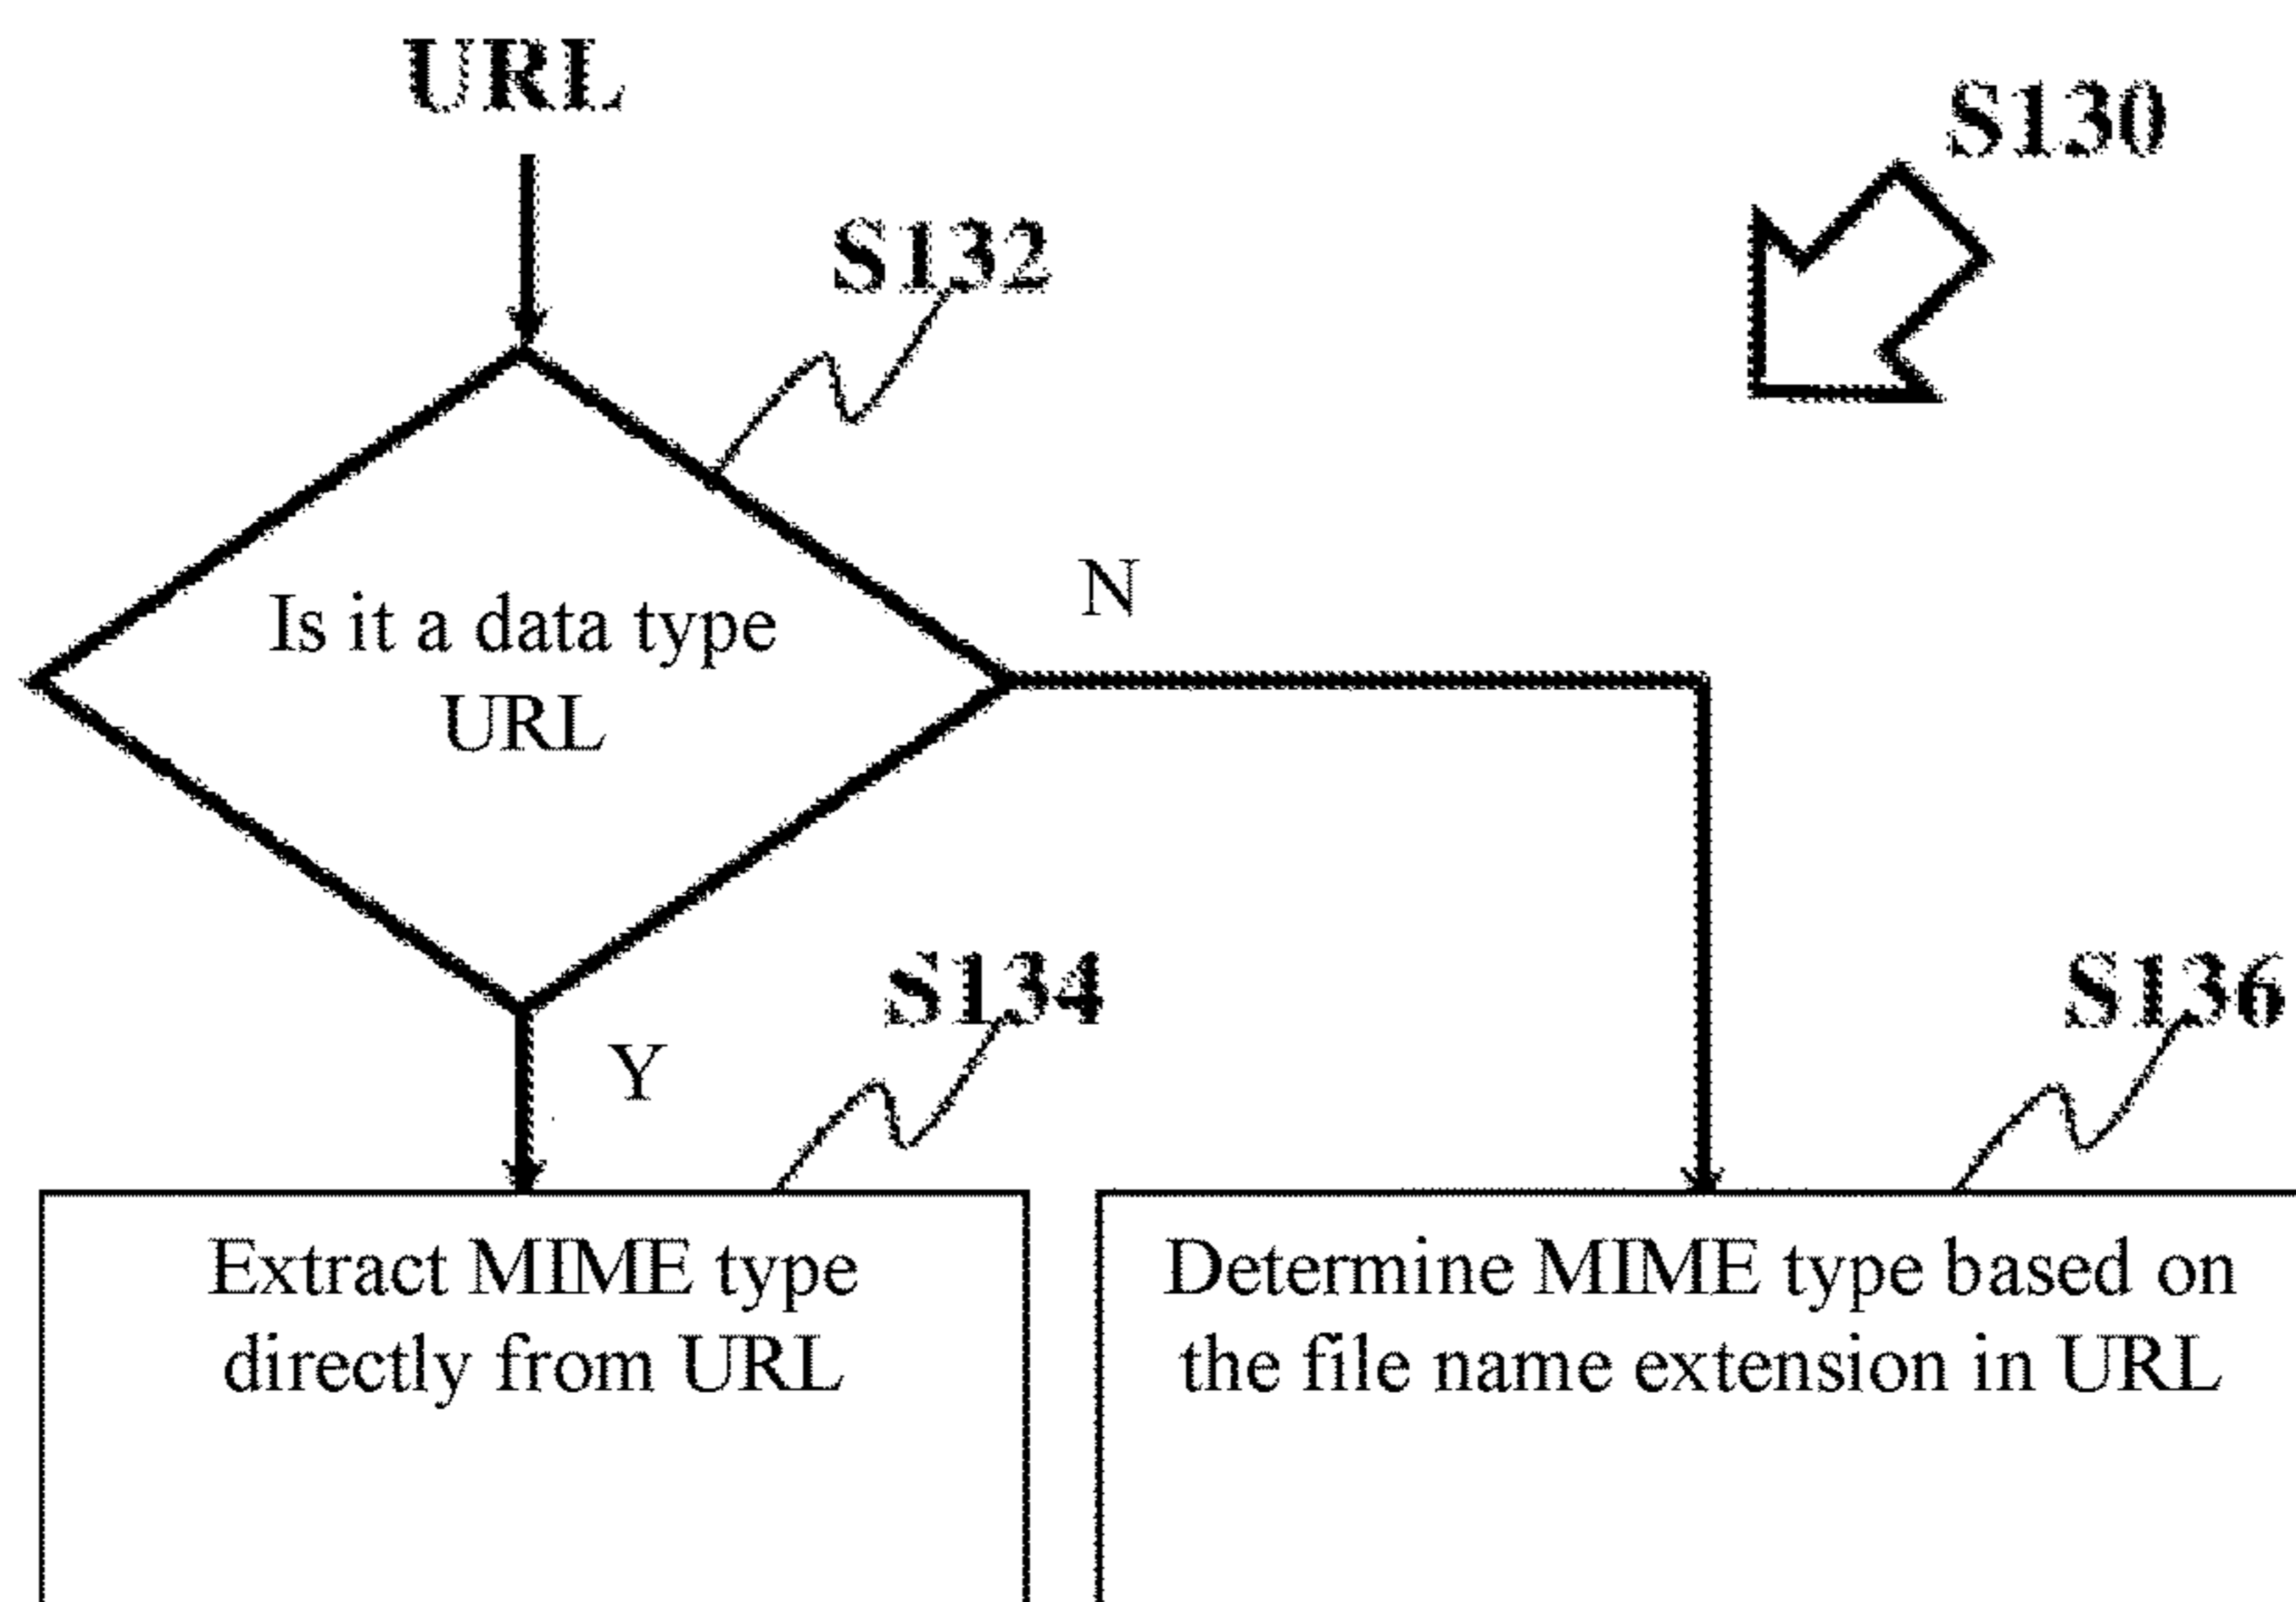 URL
S130
S132
Is it a data type
URL
N
Y
S134
S136
Extract MIME type
directly from URL
Determine MIME type based on
the file name extension in URL